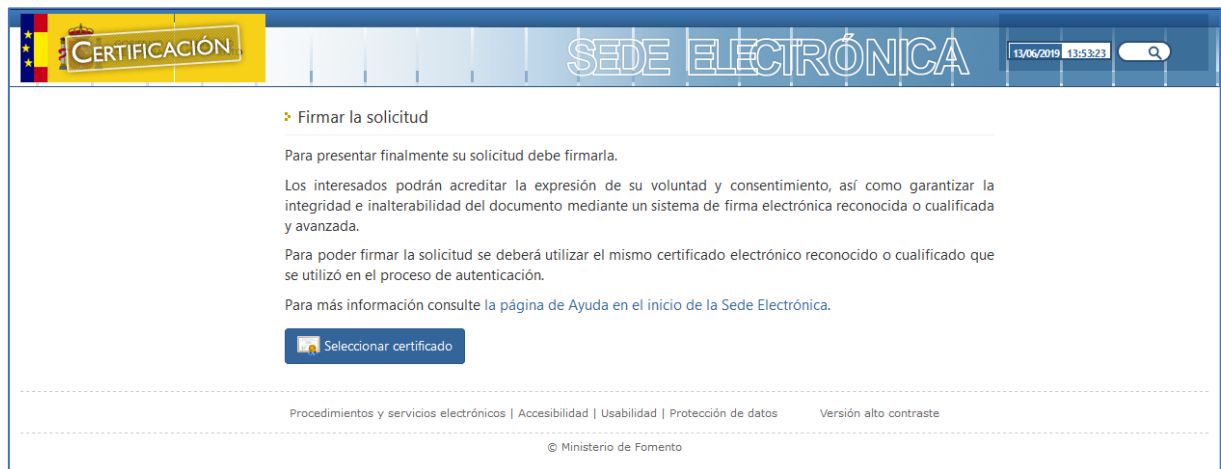 CERTIFICACIÓN
SEDE ELECTRÓNICA
13/06/2019 13:53:23
Firmar la solicitud
Para presentar finalmente su solicitud debe firmarla.
Los interesados podrán acreditar la expresión de su voluntad y consentimiento, así como garantizar la
integridad e inalterabilidad del documento mediante un sistema de firma electrónica reconocida o cualificada
y avanzada.
Para poder firmar la solicitud se deberá utilizar el mismo certificado electrónico reconocido o cualificado que
se utilizó en el proceso de autenticación.
Para más información consulte la página de Ayuda en el inicio de la Sede Electrónica.
Seleccionar certificado
Procedimientos y servicios electrónicos | Accesibilidad | Usabilidad | Protección de datos Versión alto contraste
© Ministerio de Fomento